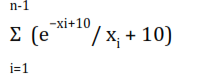 n-1
Σ (e^-xi+10 / x_i + 10)
i=1